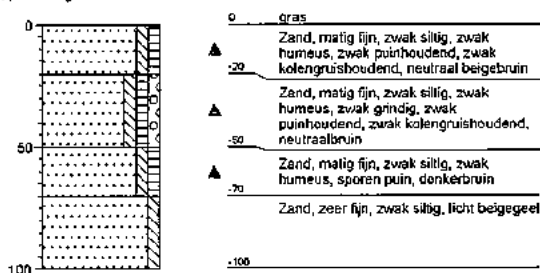 0 gras
0
Zand, matig fijn, zwak siltig, zwak
humeus, zwak puinhoudend, zwak
kolengruishoudend, neutraal beigebruin
-20
Zand, matig fijn, zwak siltig, zwak
humeus, zwak grindig, zwak
puinhoudend, zwak kolengruishoudend,
neutraalbruin
50
-50
Zand, matig fijn, zwak siltig, zwak
humeus, sporen puin, donkerbruin
-70
Zand, zeer fijn, zwak siltig, licht beigegeel
100
-100